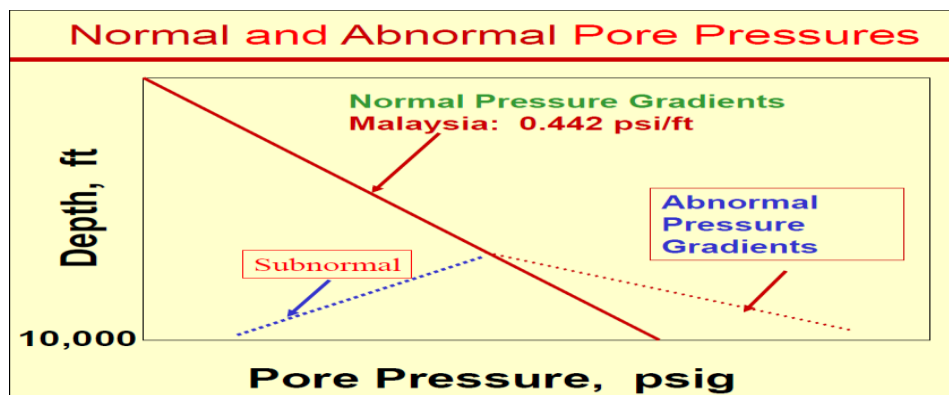 Normal and Abnormal Pore Pressures
Normal Pressure Gradients
Malaysia: 0.442 psi/ft
Depth, ft
Abnormal
Pressure
Gradients
Subnormal
10,000
Pore Pressure, psig